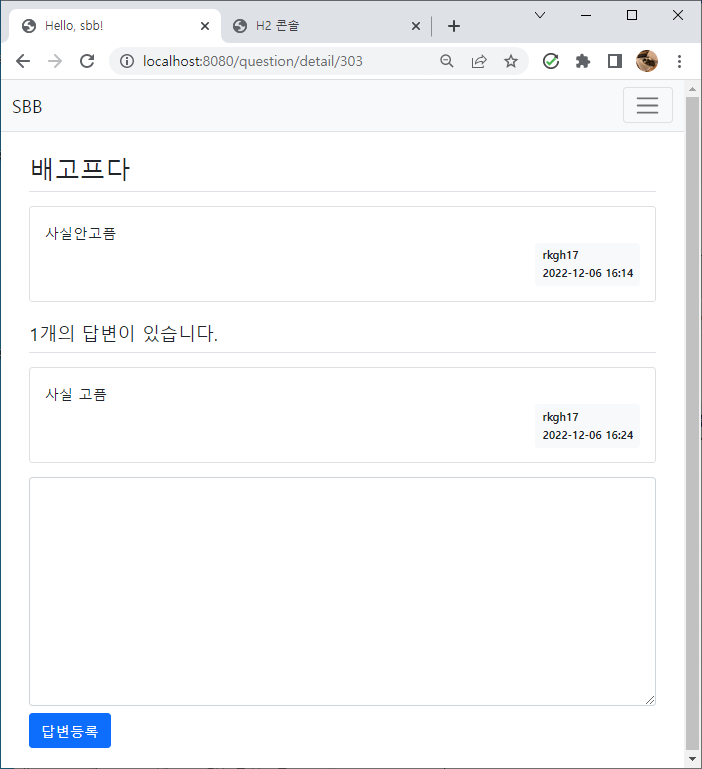 Hello, sbb!
H2 콘솔
localhost:8080/question/detail/303
SBB
배고프다
사실안고픔
rkgh17
2022-12-06 16:14
1개의 답변이 있습니다.
사실 고픔
rkgh17
2022-12-06 16:24
답변등록